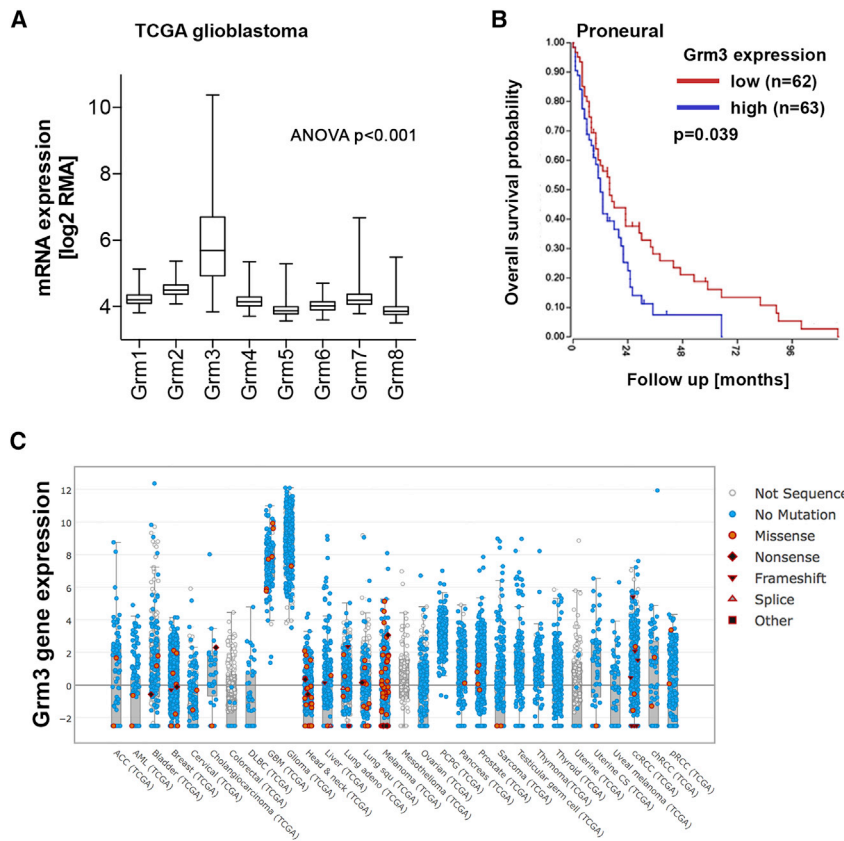 A
TCGA glioblastoma
mRNA expression
[log2 RMA]
10
8
6
4
ANOVA p<0.001
Grm1
Grm2
Grm3
Grm4
Grm5
Grm6
Grm7
Grm8
B
Proneural
Grm3 expression
low (n=62)
high (n=63)
p=0.039
Overall survival probability
1.00
0.90
0.80
0.70
0.60
0.50
0.40
0.30
0.20
0.10
0.00
0
24
48
72
96
Follow up [months]
C
Grm3 gene expression
12
10
8
6
4
2
0
−2
Not Sequence
No Mutation
Missense
Nonsense
Frameshift
Splice
Other
ACC (TCGA)
AML (TCGA)
Bladder (TCGA)
Breast (TCGA)
Cervical (TCGA)
Cholangiocarcinoma (TCGA)
Colorectal (TCGA)
DLBC (TCGA)
GBM (TCGA)
Glioma (TCGA)
Head & neck (TCGA)
Liver (TCGA)
Lung adeno (TCGA)
Lung squ (TCGA)
Melanoma (TCGA)
Mesothelioma (TCGA)
Ovarian (TCGA)
PCPG (TCGA)
Pancreas (TCGA)
Prostate (TCGA)
Sarcoma (TCGA)
Testicular germ cell (TCGA)
Thymoma(TCGA)
Thyroid (TCGA)
Uterine (TCGA)
Uterine CS (TCGA)
Uveal melanoma (TCGA)
ccRCC (TCGA)
chRCC (TCGA)
pRCC (TCGA)